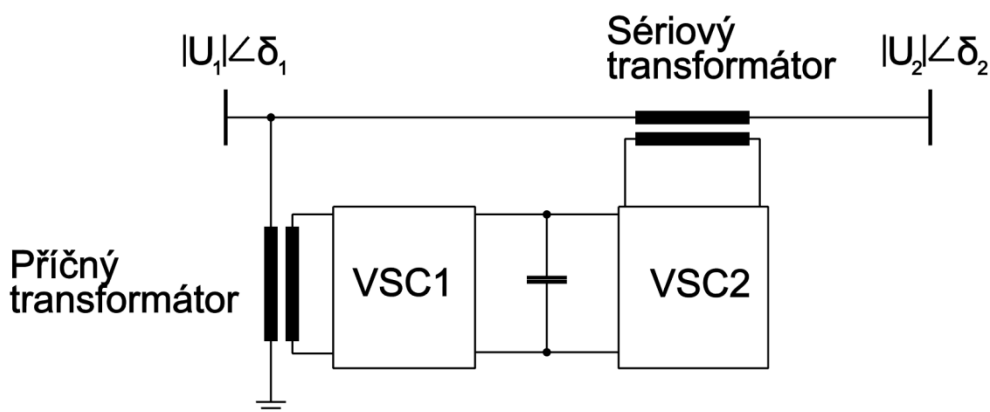 |U₁|∠δ₁
Sériový
transformátor
|U₂|∠δ₂
Příčný
transformátor
VSC1
VSC2